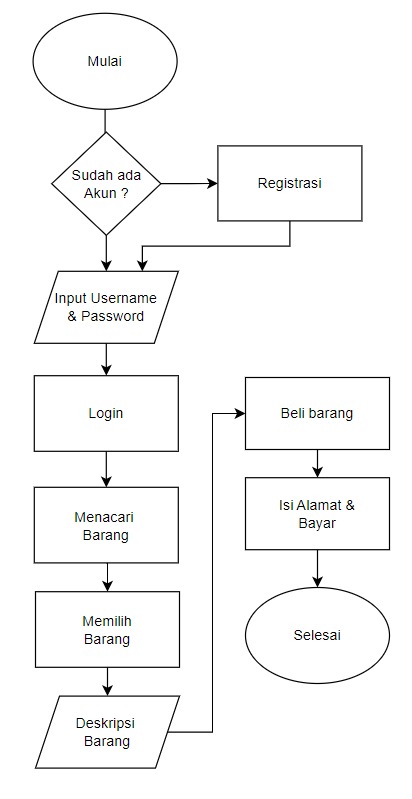 Mulai
Sudah ada
Akun ?
Registrasi
Input Username
& Password
Login
Menacari
Barang
Memilih
Barang
Deskripsi
Barang
Beli barang
Isi Alamat &
Bayar
Selesai